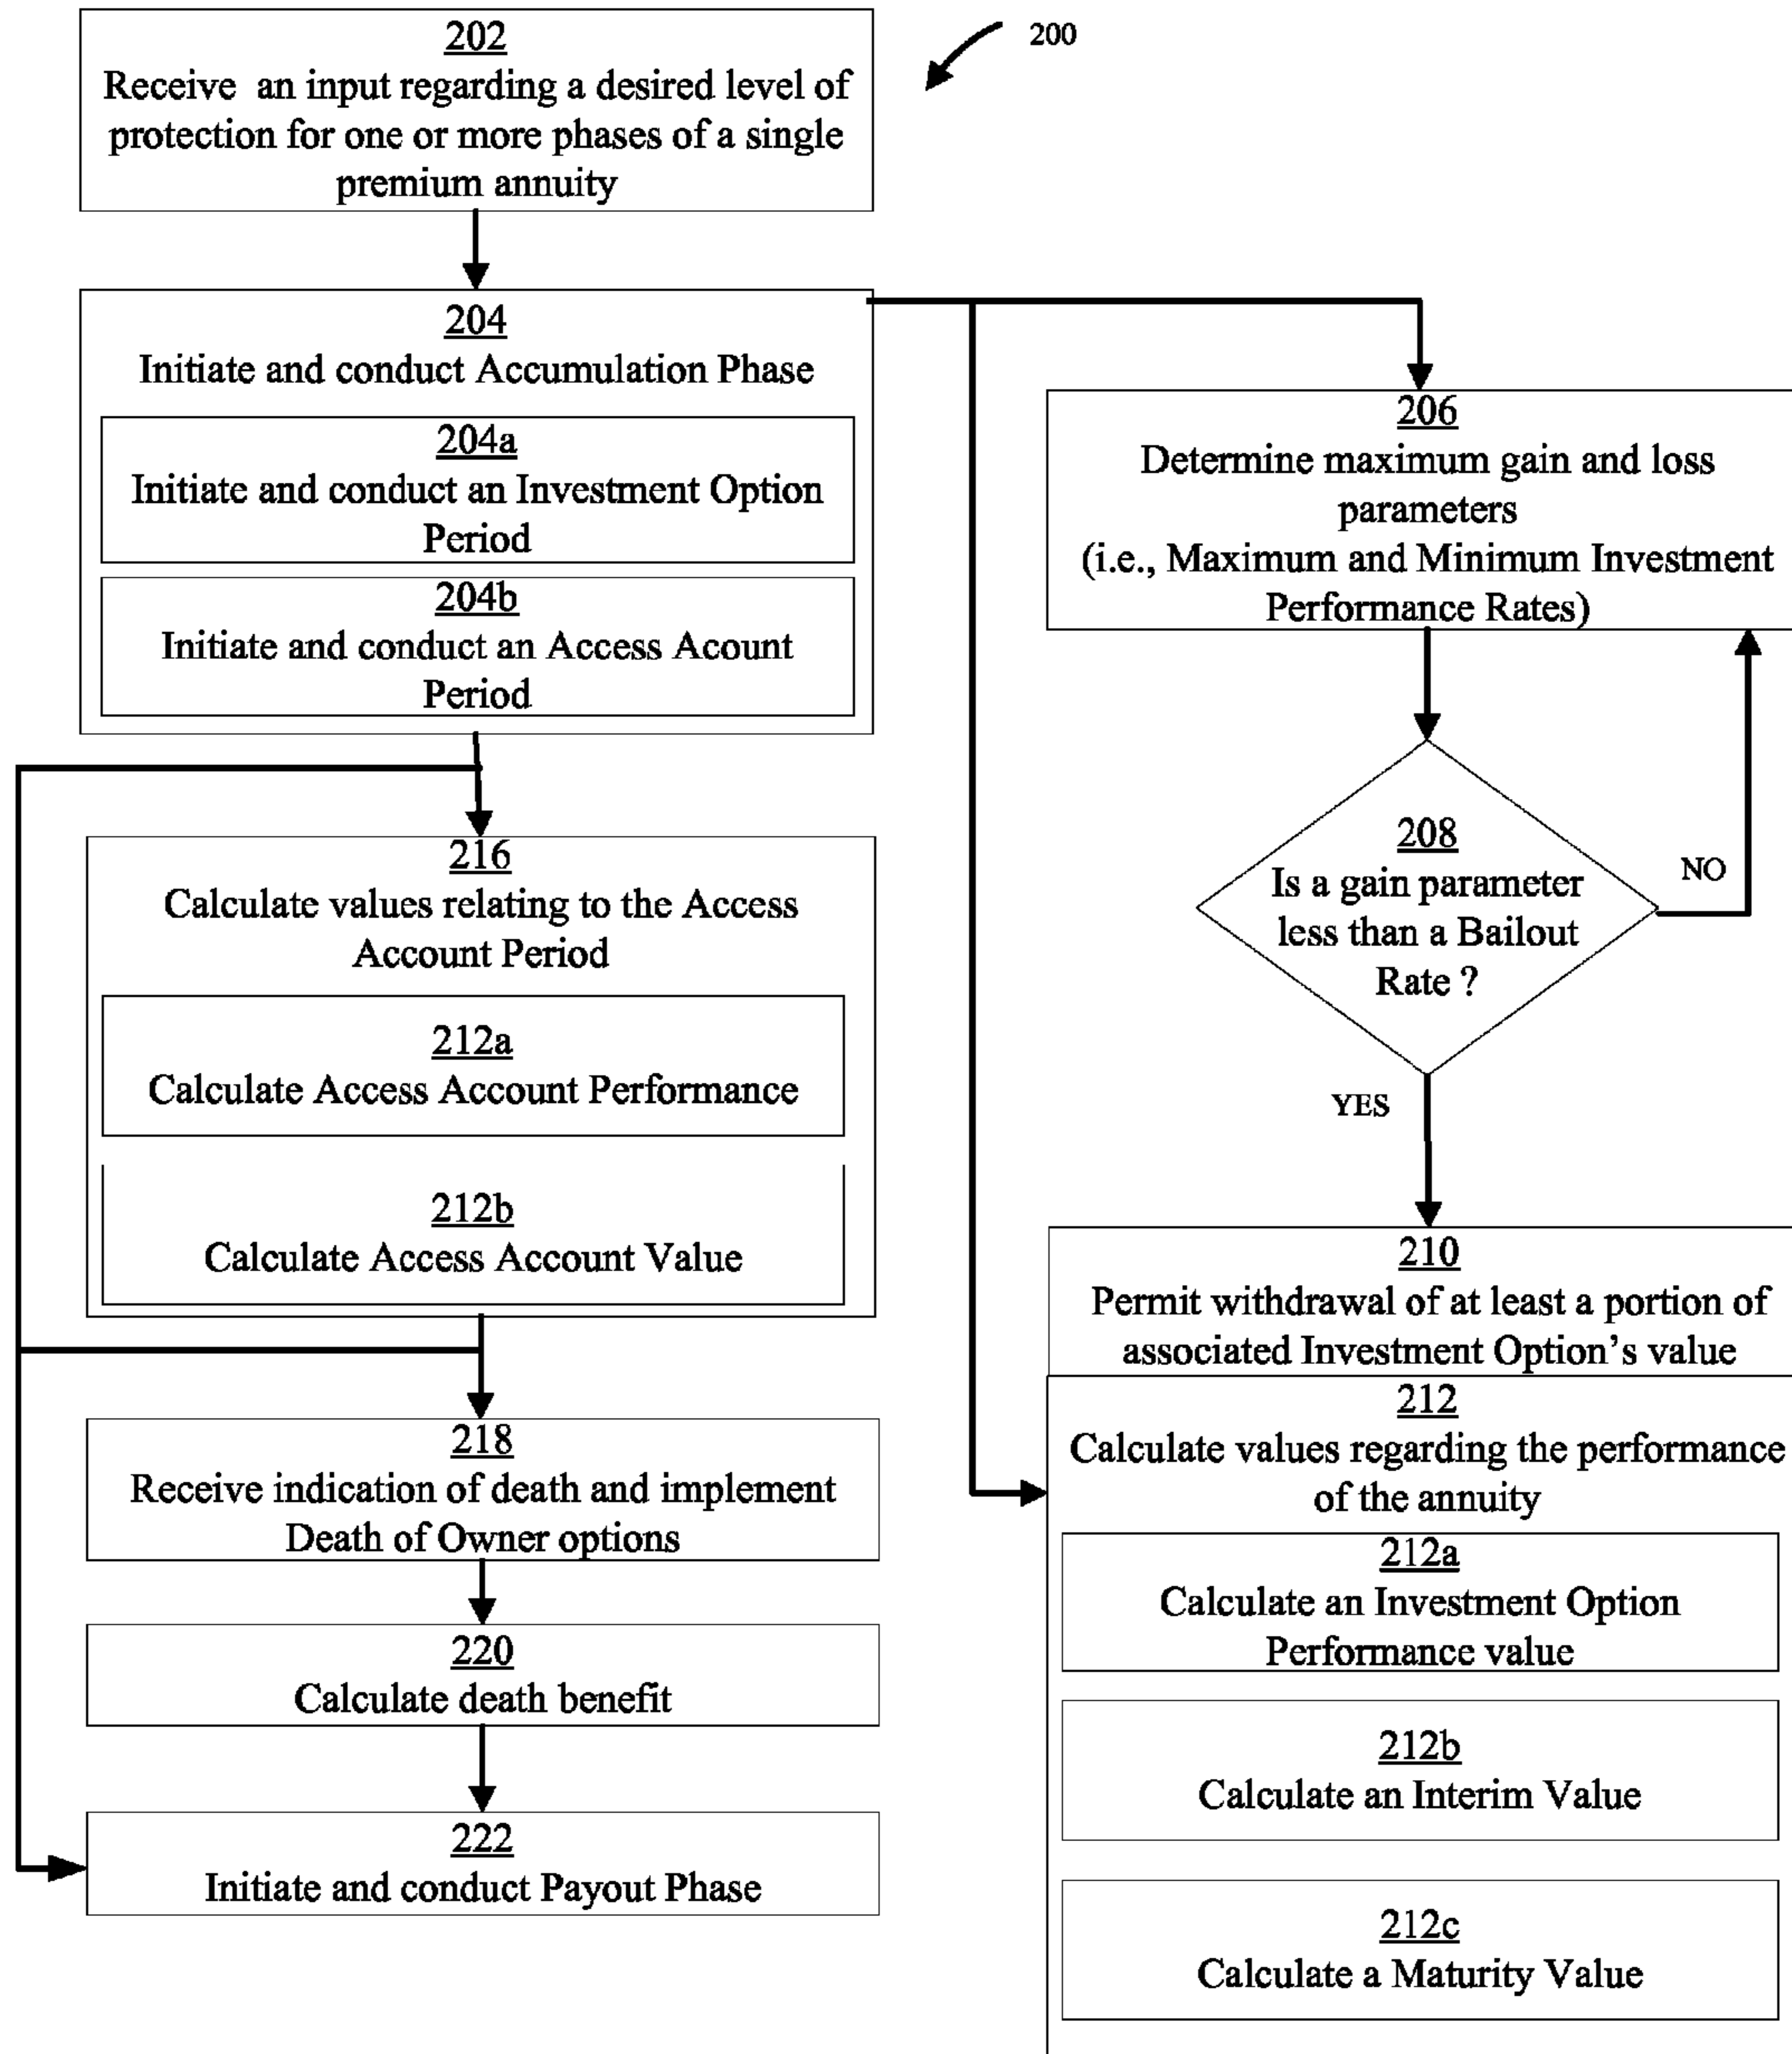 202
Receive an input regarding a desired level of
protection for one or more phases of a single
premium annuity
200
204
Initiate and conduct Accumulation Phase
204a
Initiate and conduct an Investment Option
Period
204b
Initiate and conduct an Access Acount
Period
206
Determine maximum gain and loss
parameters
(i.e., Maximum and Minimum Investment
Performance Rates)
208
Is a gain parameter
less than a Bailout
Rate ?
NO
YES
210
Permit withdrawal of at least a portion of
associated Investment Option’s value
212
Calculate values regarding the performance
of the annuity
212a
Calculate an Investment Option
Performance value
212b
Calculate an Interim Value
212c
Calculate a Maturity Value
216
Calculate values relating to the Access
Account Period
212a
Calculate Access Account Performance
212b
Calculate Access Account Value
218
Receive indication of death and implement
Death of Owner options
220
Calculate death benefit
222
Initiate and conduct Payout Phase